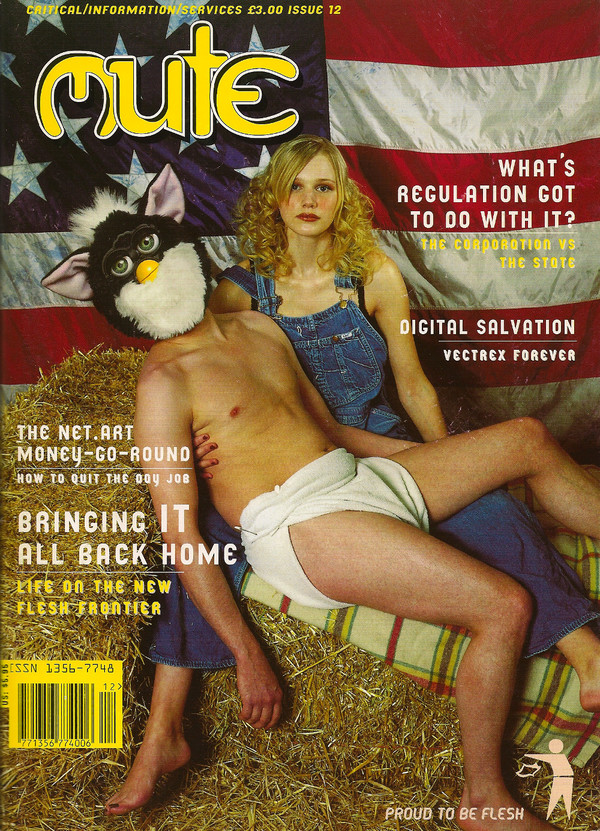 CRITICAL/INFORMATION/SERVICES £3.00 ISSUE 12
mute
WHAT'S
REGULATION GOT
TO DO WITH IT?
THE CORPORATION VS
THE STATE
DIGITAL SALVATION
VECTREX FOREVER
THE NET.ART
MONEY-GO-ROUND
HOW TO QUIT THE DAY JOB
BRINGING IT
ALL BACK HOME
LIFE ON THE NEW
FLESH FRONTIER
ISSN 1356-7748
12>
771356 774006
PROUD TO BE FLESH